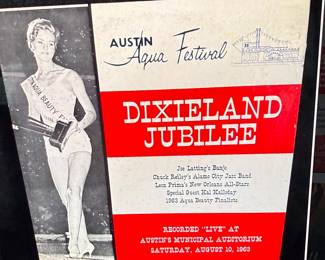 AUSTIN
Aqua Festival
AQUA BEAUTY
DIXIELAND
JUBILEE
Joe Latting's Banjo
Chuck Reiley's Alamo City Jazz Band
Leon Prima's New Orleans All-Stars
Special Guest Hal Holiday
1963 Aqua Beauty Finalists
RECORDED "LIVE" AT
AUSTIN'S MUNICIPAL AUDITORIUM
SATURDAY, AUGUST 10, 1963